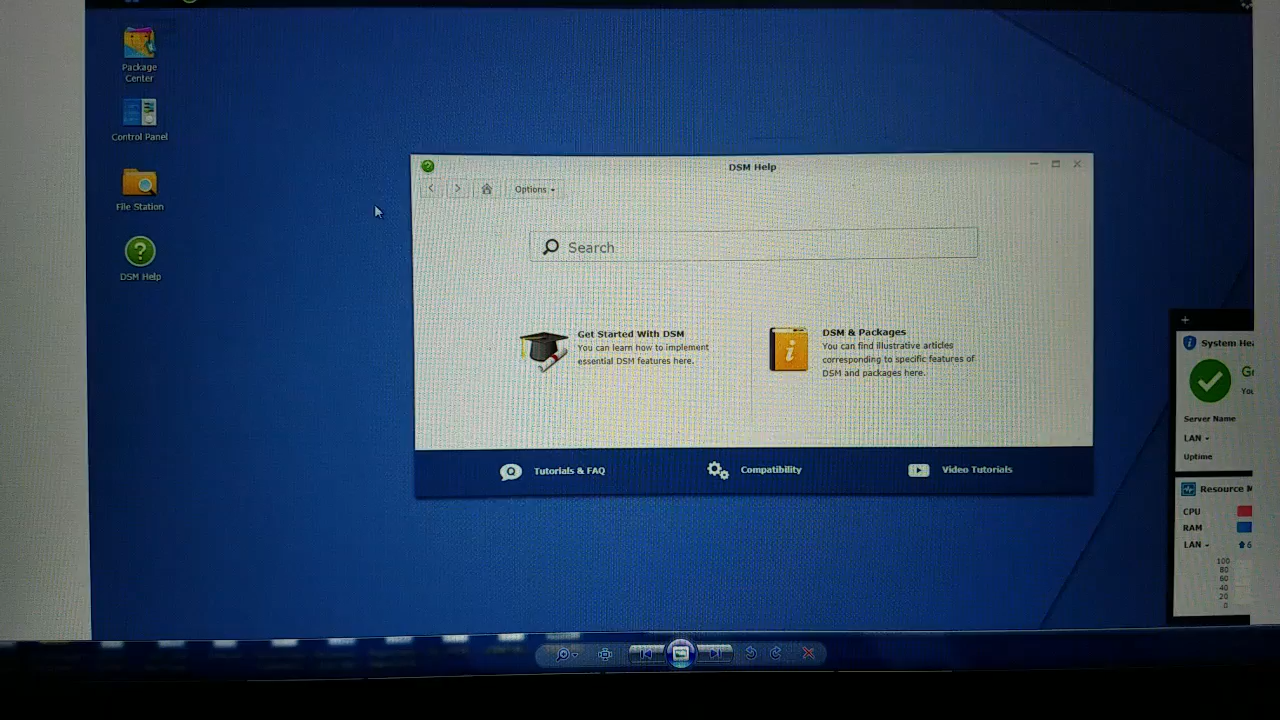 Package
Center
Control Panel
File Station
DSM Help
DSM Help
Options
Search
Get Started With DSM
You can learn how to implement
essential DSM features here.
DSM & Packages
You can find illustrative articles
corresponding to specific features of
DSM and packages here.
Tutorials & FAQ
Compatibility
Video Tutorials
System Hea
Server Name
LAN
Uptime
Resource M
CPU
RAM
LAN
100
80
60
40
20
0